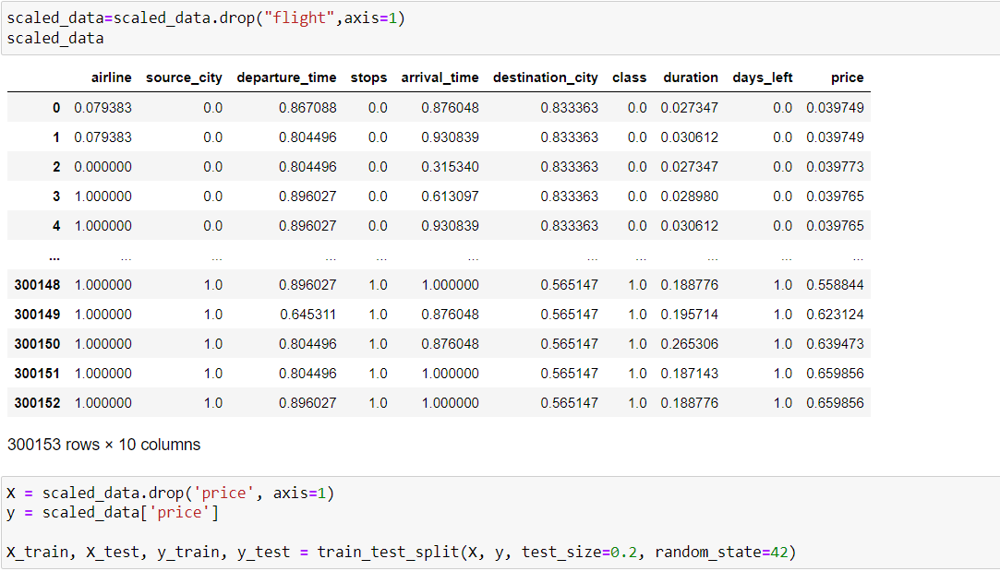 scaled_data=scaled_data.drop("flight",axis=1)
scaled_data
airline source_city departure_time stops arrival_time destination_city class duration days_left price
0 0.079383 0.0 0.867088 0.0 0.876048 0.833363 0.0 0.027347 0.0 0.039749
1 0.079383 0.0 0.804496 0.0 0.930839 0.833363 0.0 0.030612 0.0 0.039749
2 0.000000 0.0 0.804496 0.0 0.315340 0.833363 0.0 0.027347 0.0 0.039773
3 1.000000 0.0 0.896027 0.0 0.613097 0.833363 0.0 0.028980 0.0 0.039765
4 1.000000 0.0 0.896027 0.0 0.930839 0.833363 0.0 0.030612 0.0 0.039765
... ... ... ... ... ... ... ... ... ... ...
300148 1.000000 1.0 0.896027 1.0 1.000000 0.565147 1.0 0.188776 1.0 0.558844
300149 1.000000 1.0 0.645311 1.0 0.876048 0.565147 1.0 0.195714 1.0 0.623124
300150 1.000000 1.0 0.804496 1.0 0.876048 0.565147 1.0 0.265306 1.0 0.639473
300151 1.000000 1.0 0.804496 1.0 1.000000 0.565147 1.0 0.187143 1.0 0.659856
300152 1.000000 1.0 0.896027 1.0 1.000000 0.565147 1.0 0.188776 1.0 0.659856
300153 rows × 10 columns
X = scaled_data.drop('price', axis=1)
y = scaled_data['price']
X_train, X_test, y_train, y_test = train_test_split(X, y, test_size=0.2, random_state=42)